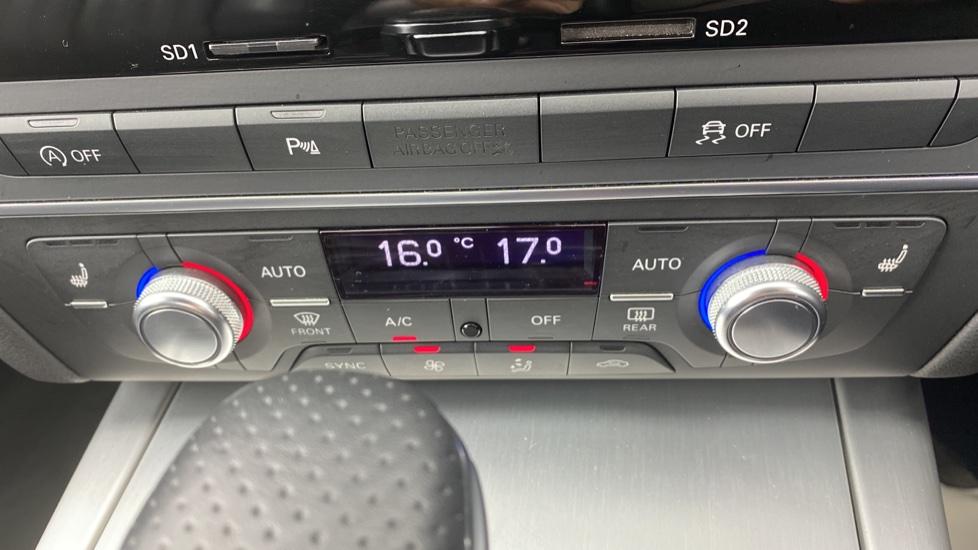 SD1
SD2
A OFF
P
PASSENGER
AIRBAG OFF
OFF
16.0 °C 17.0
AUTO
AUTO
FRONT
A/C
OFF
REAR
SYNC